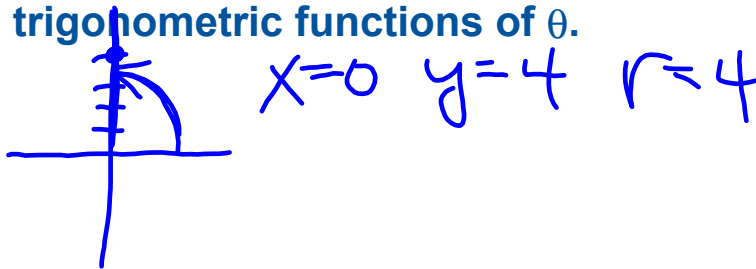 trigonometric functions of θ.
x=0 y=4 r=4